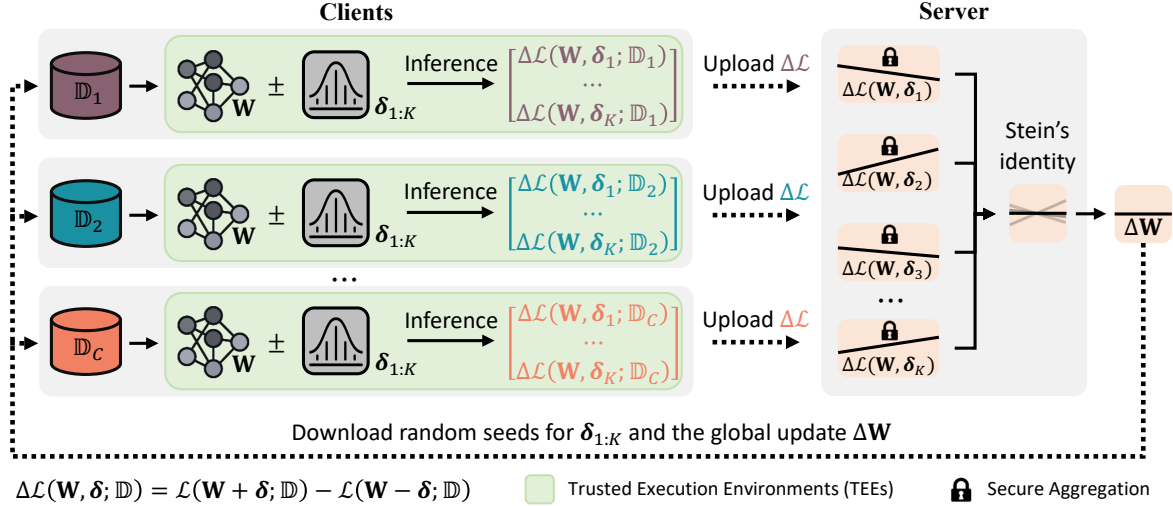 Clients
Server
𝔻₁
W
±
δ₁:K
Inference
Δℒ(W, δ₁; 𝔻₁)
...
Δℒ(W, δK; 𝔻₁)
Upload Δℒ
Δℒ(W, δ₁)
𝔻₂
W
±
δ₁:K
Inference
Δℒ(W, δ₁; 𝔻₂)
...
Δℒ(W, δK; 𝔻₂)
Upload Δℒ
Δℒ(W, δ₂)
...
𝔻C
W
±
δ₁:K
Inference
Δℒ(W, δ₁; 𝔻C)
...
Δℒ(W, δK; 𝔻C)
Upload Δℒ
Δℒ(W, δ₃)
...
Δℒ(W, δK)
Stein's
identity
ΔW
Download random seeds for δ₁:K and the global update ΔW
Δℒ(W, δ; 𝔻) = ℒ(W + δ; 𝔻) − ℒ(W − δ; 𝔻)
Trusted Execution Environments (TEEs)
Secure Aggregation